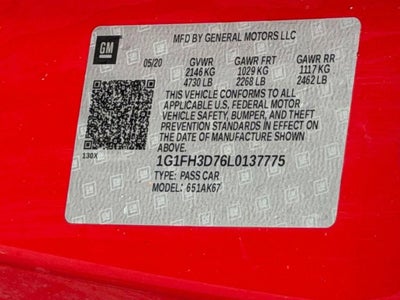 MFD BY GENERAL MOTORS LLC
GM
05/20 GVWR GAWR FRT GAWR RR
2146 KG 1029 KG 1117 KG
4730 LB 2268 LB 2462 LB
THIS VEHICLE CONFORMS TO ALL
U.S. FEDERAL MOTOR
VEHICLE SAFETY, BUMPER, AND THEFT
PREVENTION STANDARDS IN EFFECT ON
THE DATE OF MANUFACTURE SHOWN
ABOVE.
130X
1G1FH3D76L0137775
TYPE: PASS CAR
MODEL: 651AK67